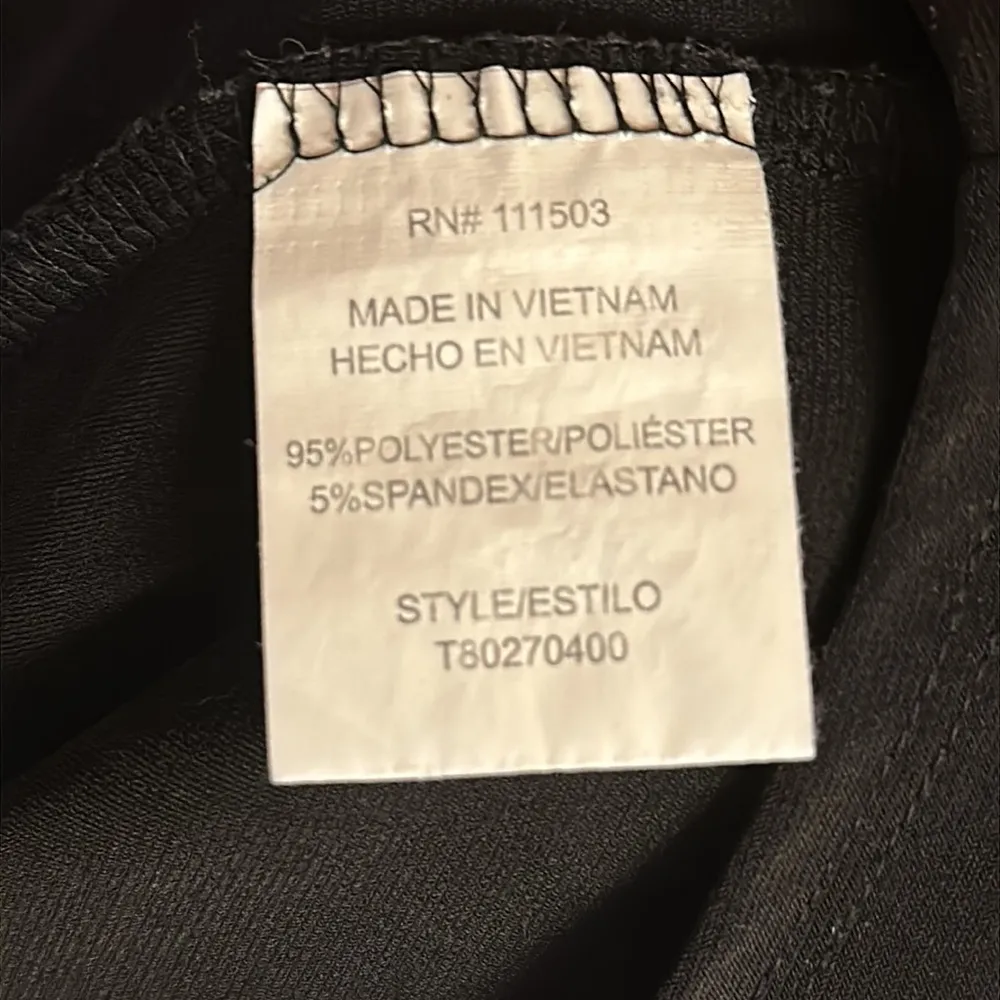 RN# 111503
MADE IN VIETNAM
HECHO EN VIETNAM
95%POLYESTER/POLIÉSTER
5%SPANDEX/ELASTANO
STYLE/ESTILO
T80270400